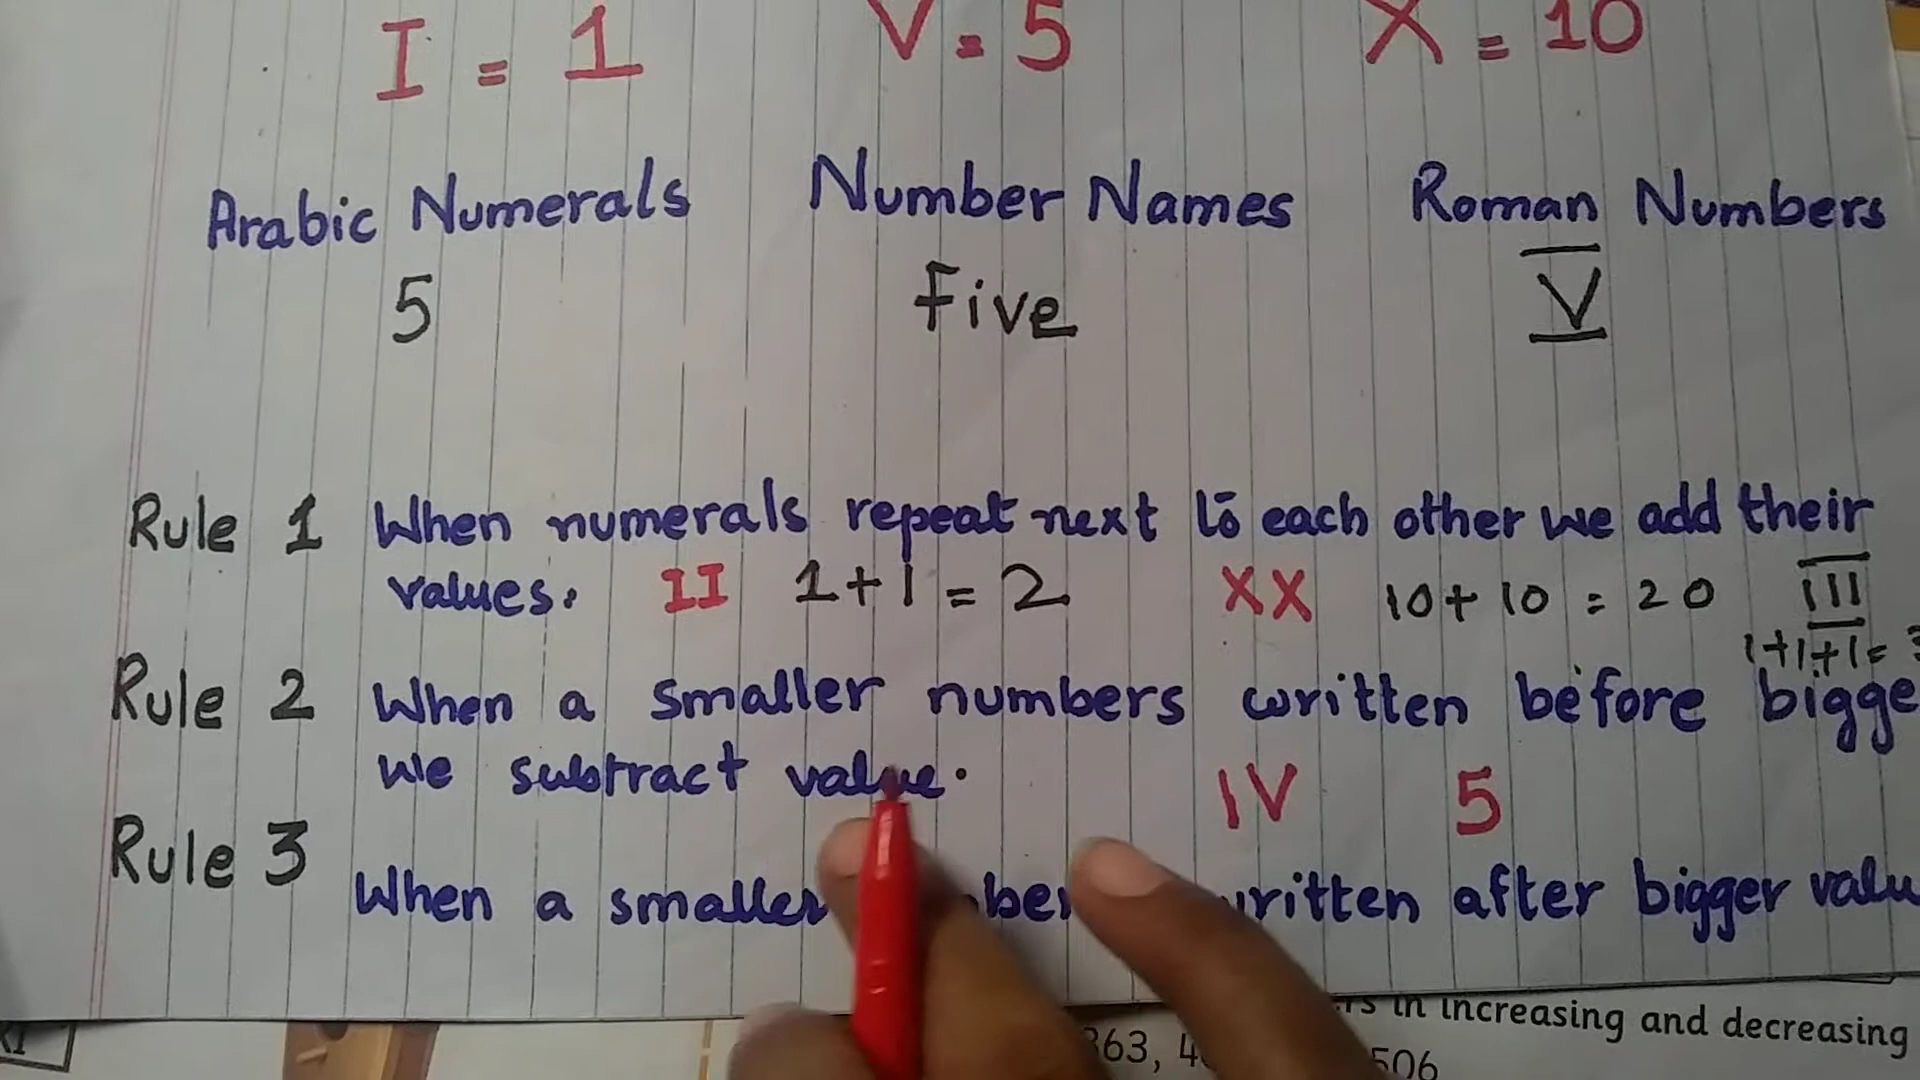 I = 1 V = 5 X = 10
Arabic Numerals Number Names Roman Numbers
5 Five V
Rule 1 When numerals repeat next to each other we add their
values. II 1+1 = 2 XX 10+10 = 20 III
1+1+1=
Rule 2 When a smaller numbers written before
we subtract value. IV 5
Rule 3
When a smaller written after bigger
in increasing and decreasing
363, 506